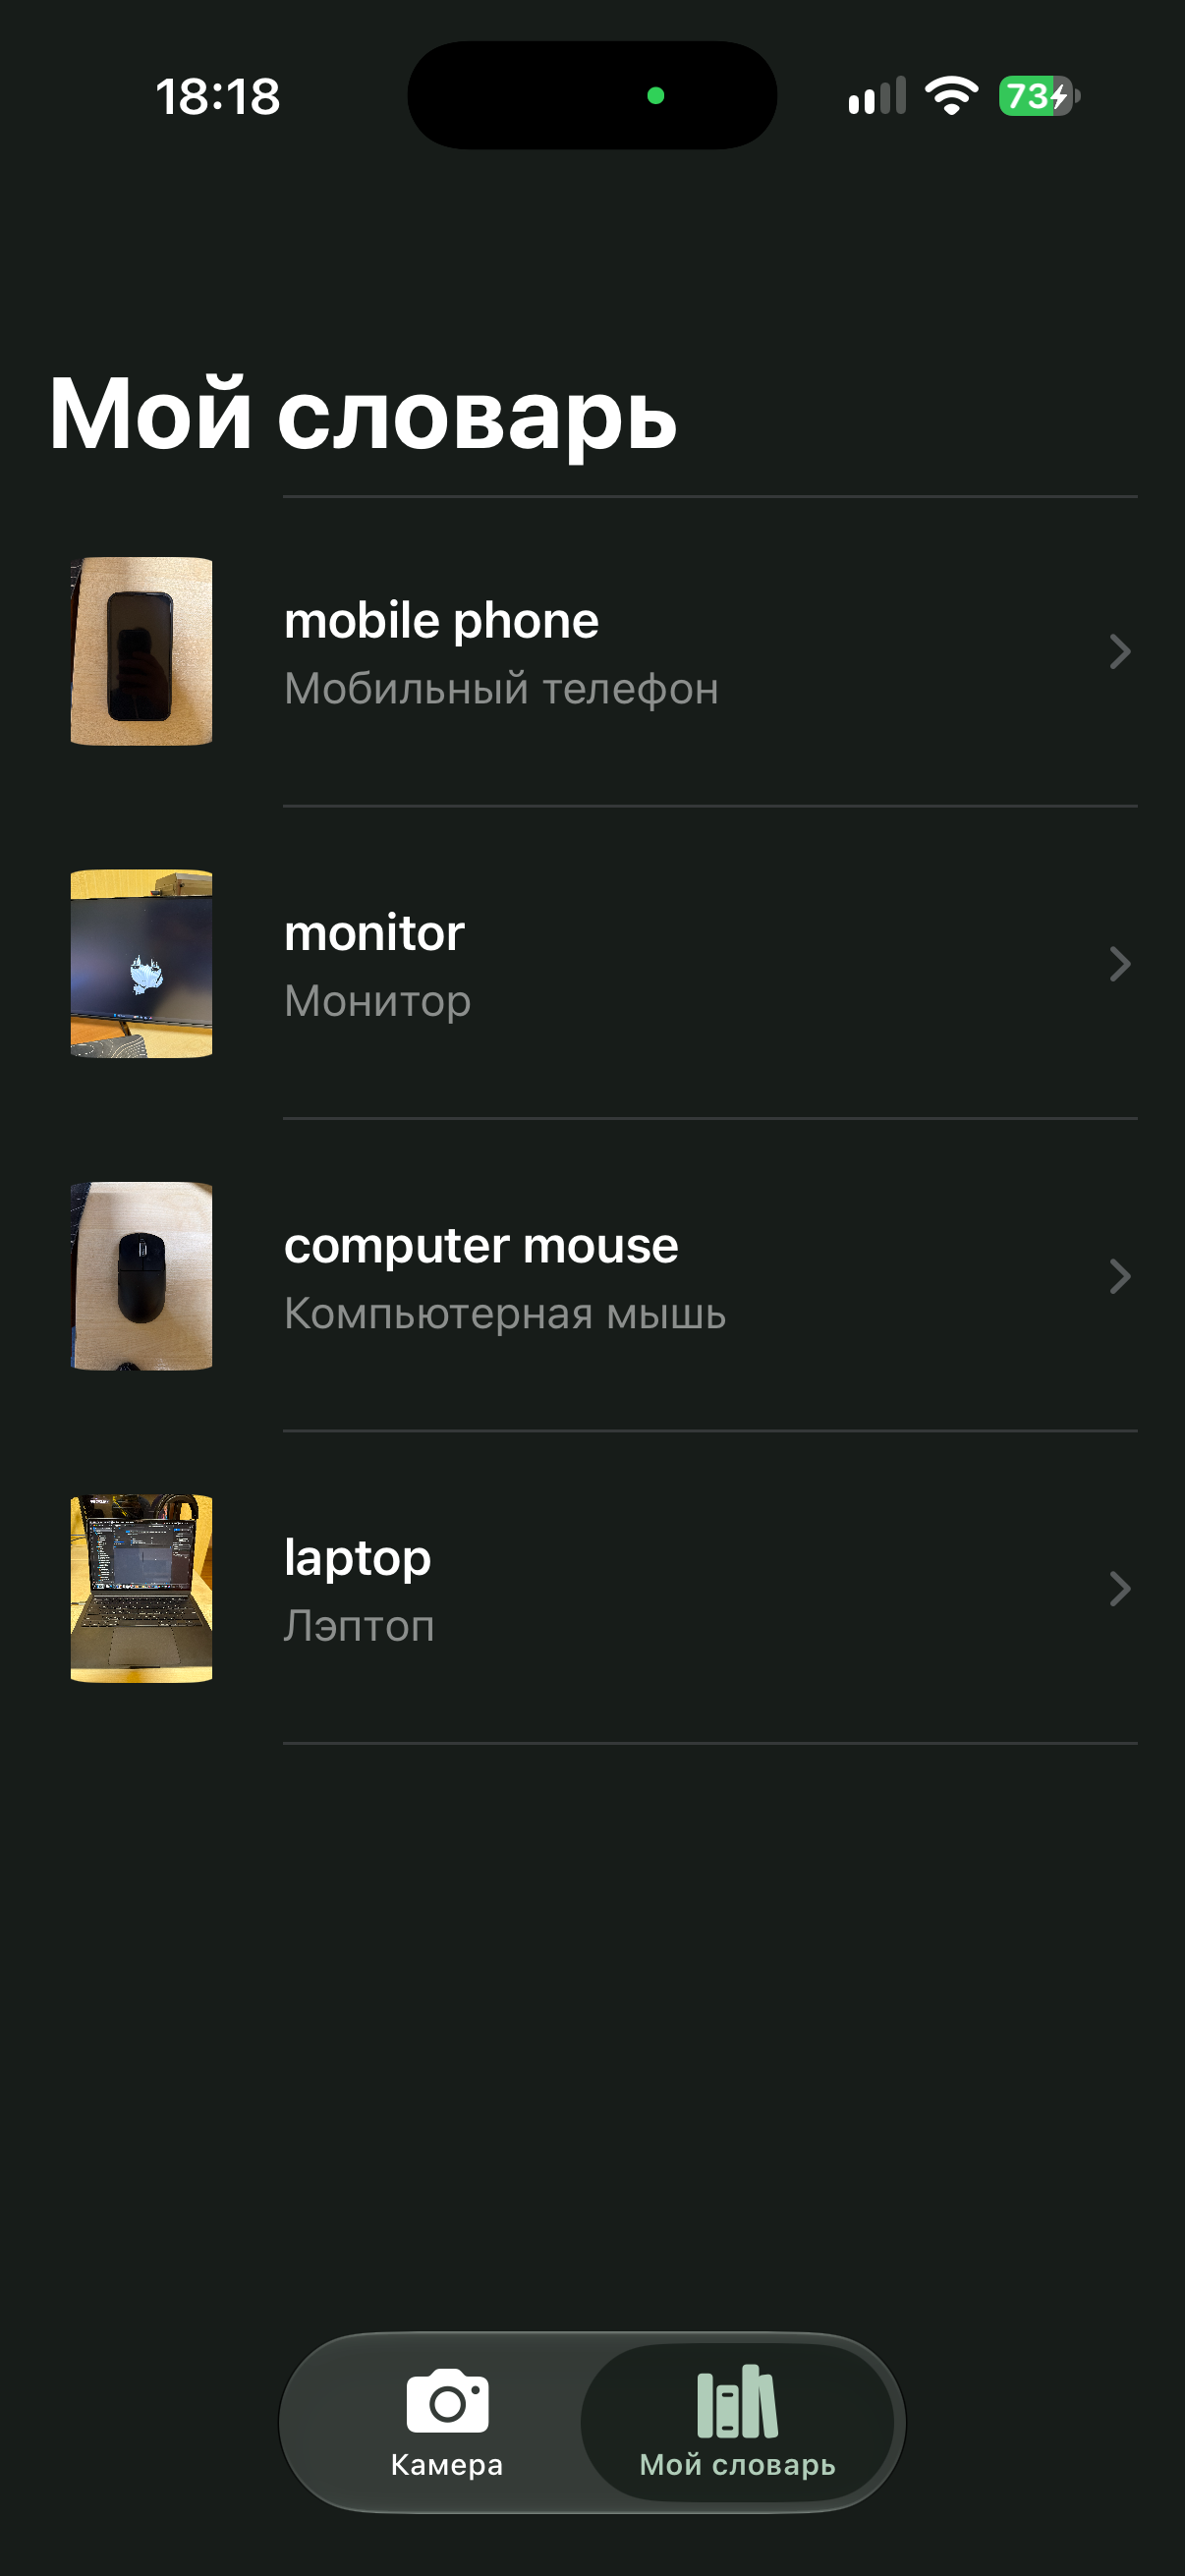 18:18
73
Мой словарь
mobile phone
Мобильный телефон
monitor
Монитор
computer mouse
Компьютерная мышь
laptop
Лэптоп
Камера
Мой словарь